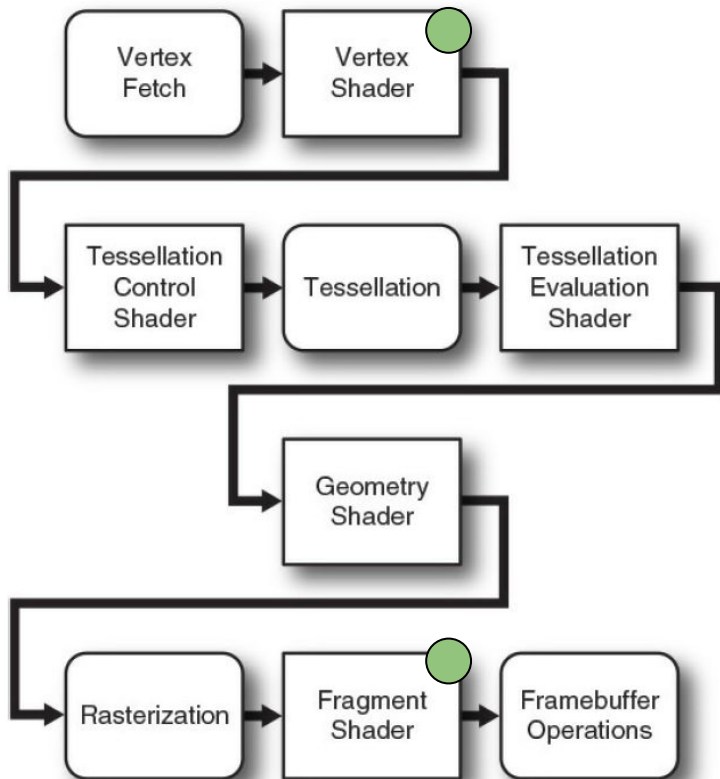 Vertex
Fetch
Vertex
Shader
Tessellation
Control
Shader
Tessellation
Tessellation
Evaluation
Shader
Geometry
Shader
Rasterization
Fragment
Shader
Framebuffer
Operations